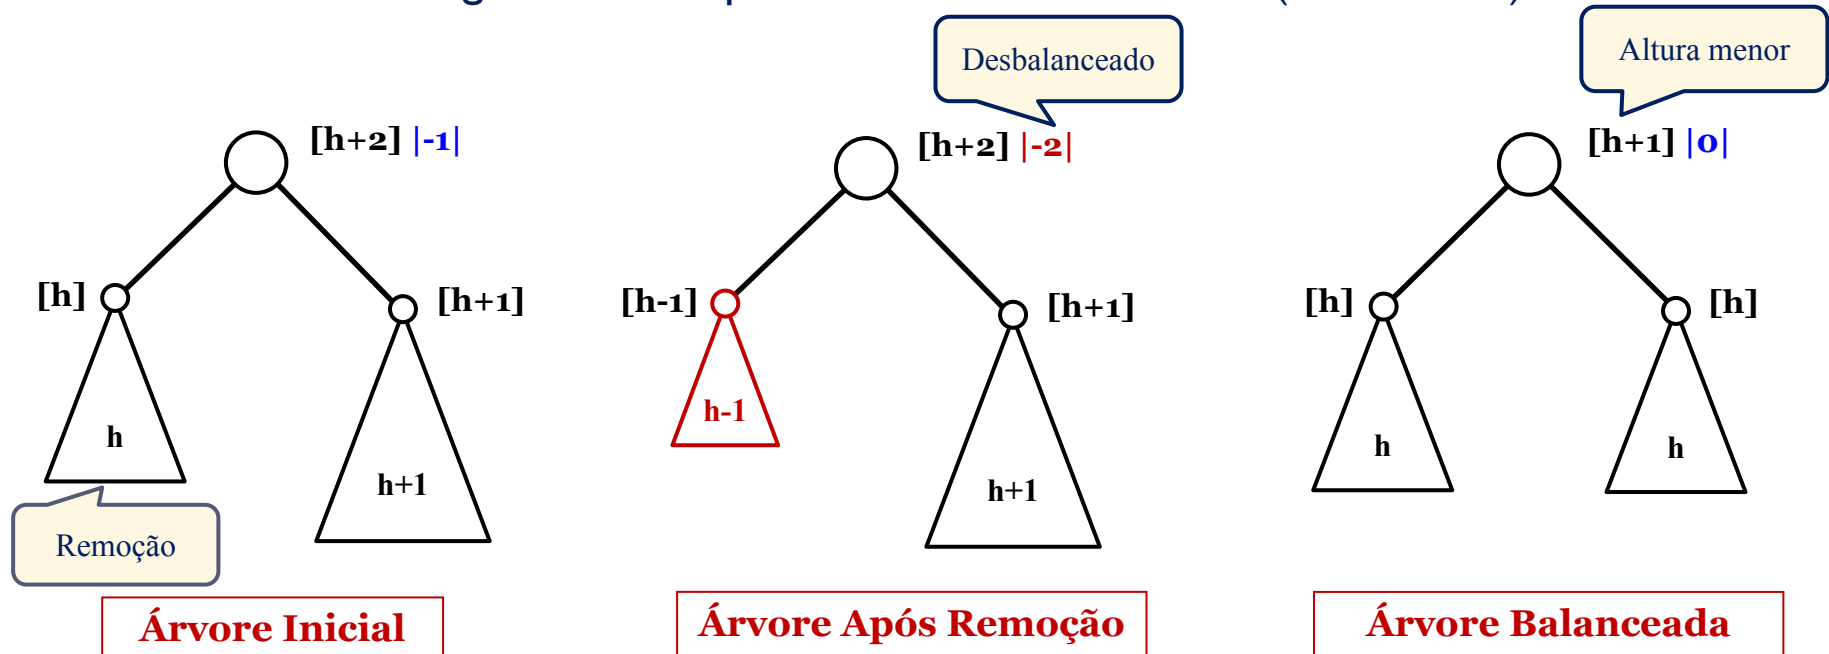 Desbalanceado
Altura menor
[h+2] |-1|
[h+2] |-2|
[h+1] |0|
[h]
[h+1]
[h-1]
[h+1]
[h]
[h]
h
h+1
h-1
h+1
h
h
Remoção
Árvore Inicial
Árvore Após Remoção
Árvore Balanceada